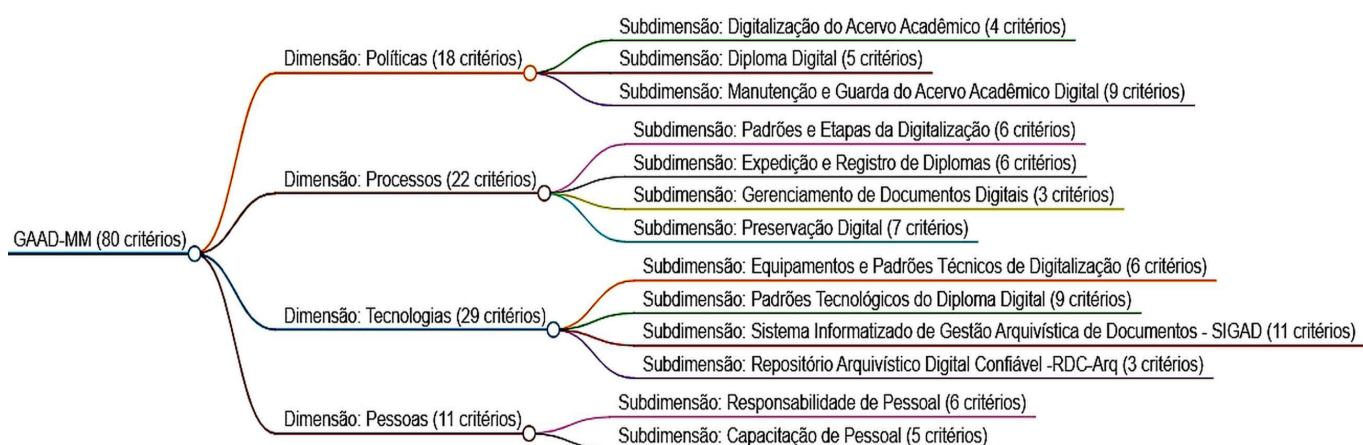 GAAD-MM (80 critérios)
Dimensão: Políticas (18 critérios)
Subdimensão: Digitalização do Acervo Acadêmico (4 critérios)
Subdimensão: Diploma Digital (5 critérios)
Subdimensão: Manutenção e Guarda do Acervo Acadêmico Digital (9 critérios)
Dimensão: Processos (22 critérios)
Subdimensão: Padrões e Etapas da Digitalização (6 critérios)
Subdimensão: Expedição e Registro de Diplomas (6 critérios)
Subdimensão: Gerenciamento de Documentos Digitais (3 critérios)
Subdimensão: Preservação Digital (7 critérios)
Dimensão: Tecnologias (29 critérios)
Subdimensão: Equipamentos e Padrões Técnicos de Digitalização (6 critérios)
Subdimensão: Padrões Tecnológicos do Diploma Digital (9 critérios)
Subdimensão: Sistema Informatizado de Gestão Arquivística de Documentos - SIGAD (11 critérios)
Subdimensão: Repositório Arquivístico Digital Confiável -RDC-Arq (3 critérios)
Dimensão: Pessoas (11 critérios)
Subdimensão: Responsabilidade de Pessoal (6 critérios)
Subdimensão: Capacitação de Pessoal (5 critérios)